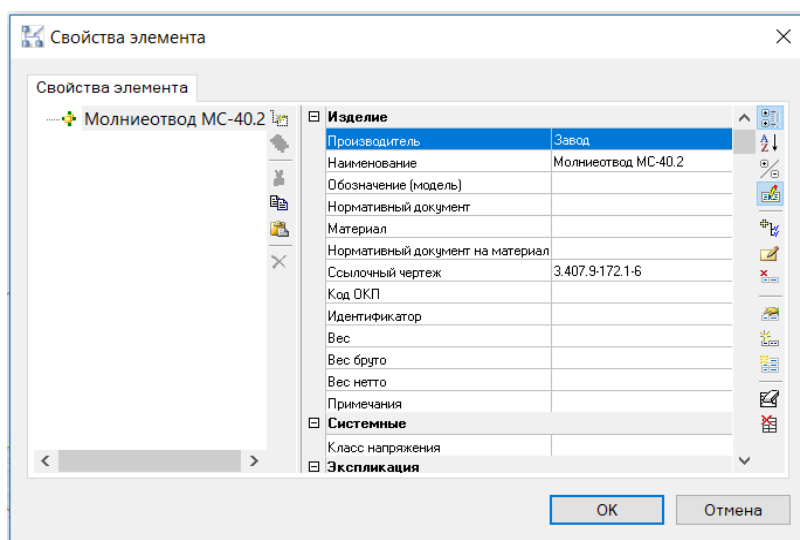 Свойства элемента
Свойства элемента
Молниеотвод МС-40.2
Изделие
Производитель Завод
Наименование Молниеотвод МС-40.2
Обозначение (модель)
Нормативный документ
Материал
Нормативный документ на материал
Ссылочный чертеж 3.407.9-172.1-6
Код ОКП
Идентификатор
Вес
Вес бруто
Вес нетто
Примечания
Системные
Класс напряжения
Экспликация
OK Отмена